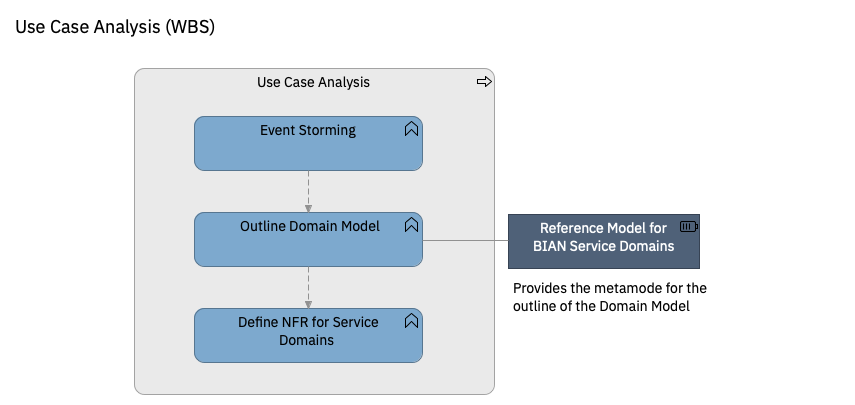 Use Case Analysis (WBS)
Use Case Analysis
Event Storming
Outline Domain Model
Reference Model for
BIAN Service Domains
Provides the metamode for the
outline of the Domain Model
Define NFR for Service
Domains